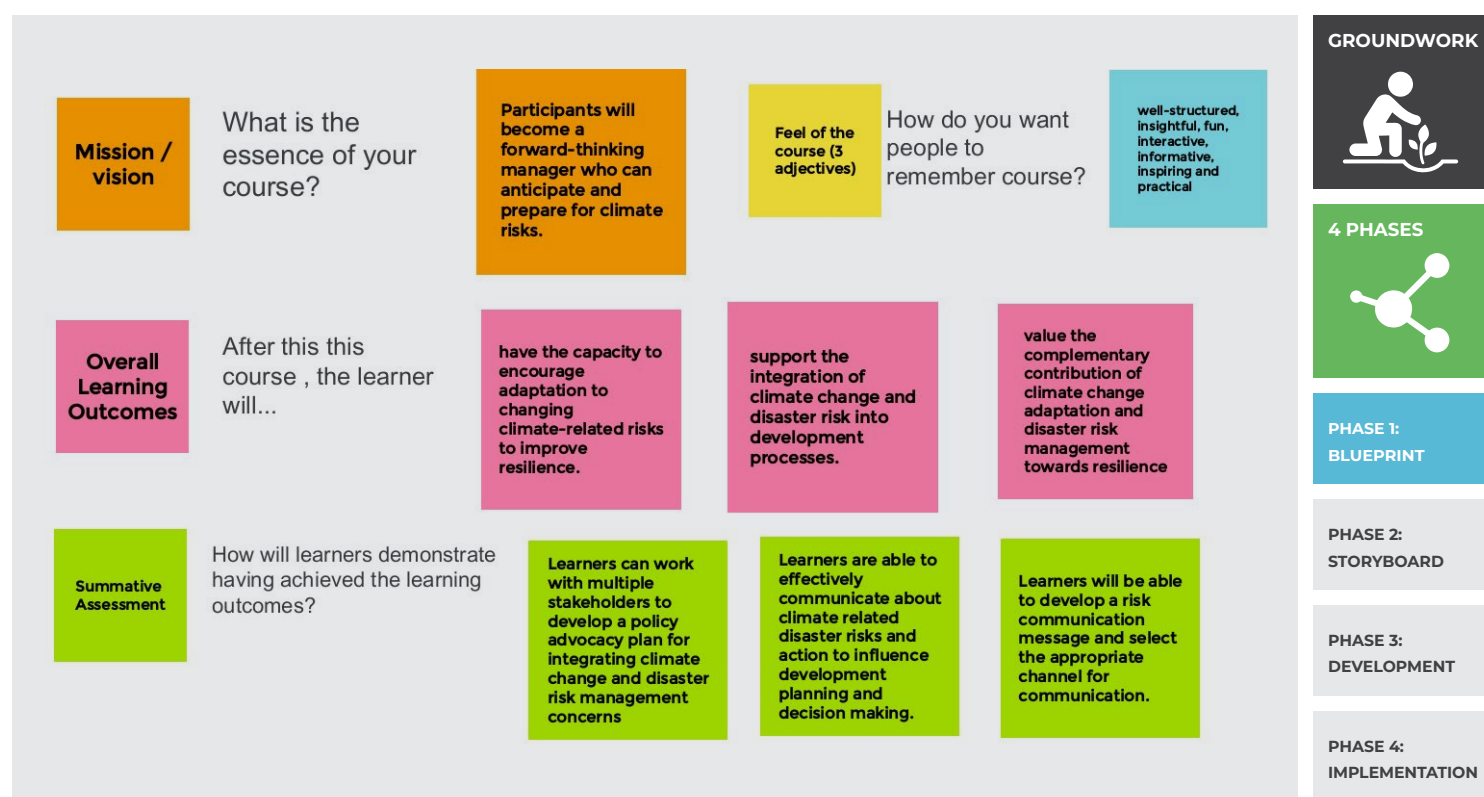 Mission /
vision
What is the
essence of your
course?
Participants will
become a
forward-thinking
manager who can
anticipate and
prepare for climate
risks.
Feel of the
course (3
adjectives)
How do you want
people to
remember course?
well-structured,
insightful, fun,
interactive,
informative,
inspiring and
practical
Overall
Learning
Outcomes
After this this
course , the learner
will...
have the capacity to
encourage
adaptation to
changing
climate-related risks
to improve
resilience.
support the
integration of
climate change and
disaster risk into
development
processes.
value the
complementary
contribution of
climate change
adaptation and
disaster risk
management
towards resilience
Summative
Assessment
How will learners demonstrate
having achieved the learning
outcomes?
Learners can work
with multiple
stakeholders to
develop a policy
advocacy plan for
integrating climate
change and disaster
risk management
concerns
Learners are able to
effectively
communicate about
climate related
disaster risks and
action to influence
development
planning and
decision making.
Learners will be able
to develop a risk
communication
message and select
the appropriate
channel for
communication.
GROUNDWORK
4 PHASES
PHASE 1:
BLUEPRINT
PHASE 2:
STORYBOARD
PHASE 3:
DEVELOPMENT
PHASE 4:
IMPLEMENTATION